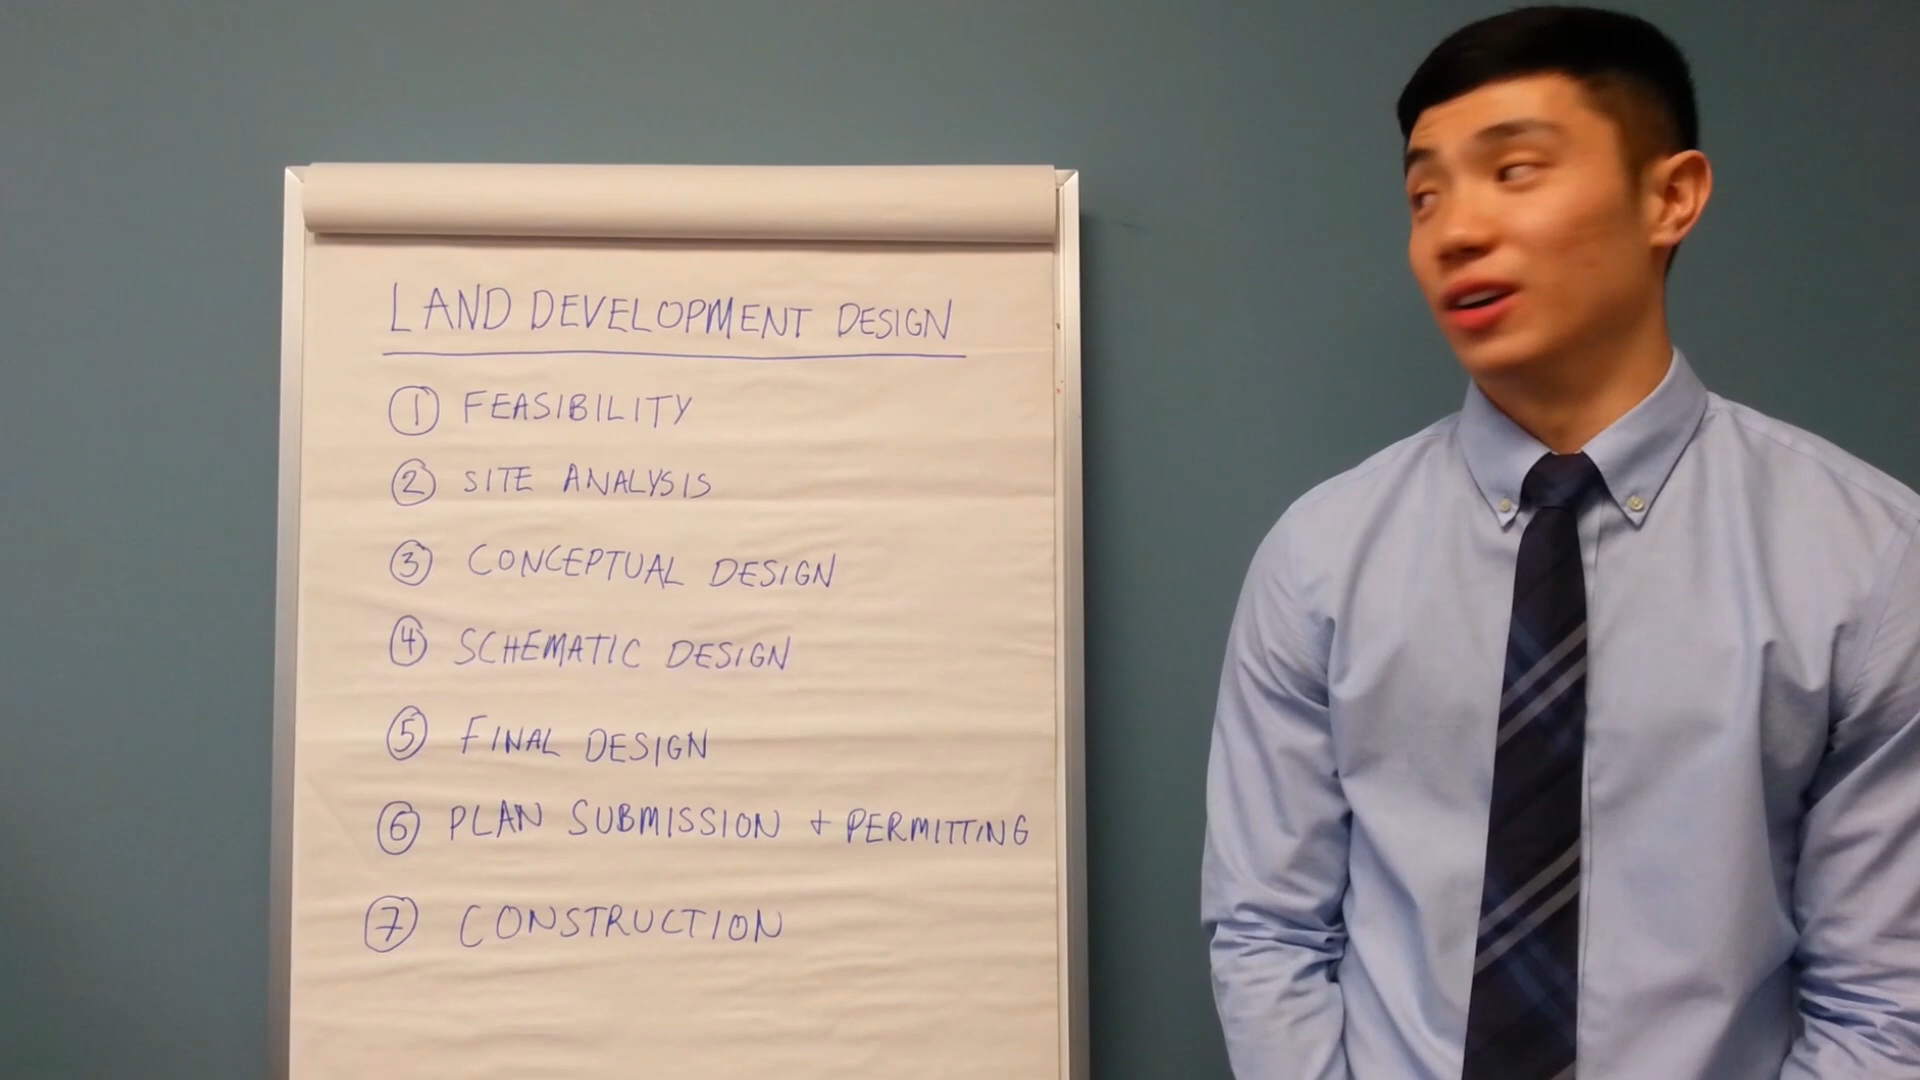 LAND DEVELOPMENT DESIGN
① FEASIBILITY
② SITE ANALYSIS
③ CONCEPTUAL DESIGN
④ SCHEMATIC DESIGN
⑤ FINAL DESIGN
⑥ PLAN SUBMISSION + PERMITTING
⑦ CONSTRUCTION